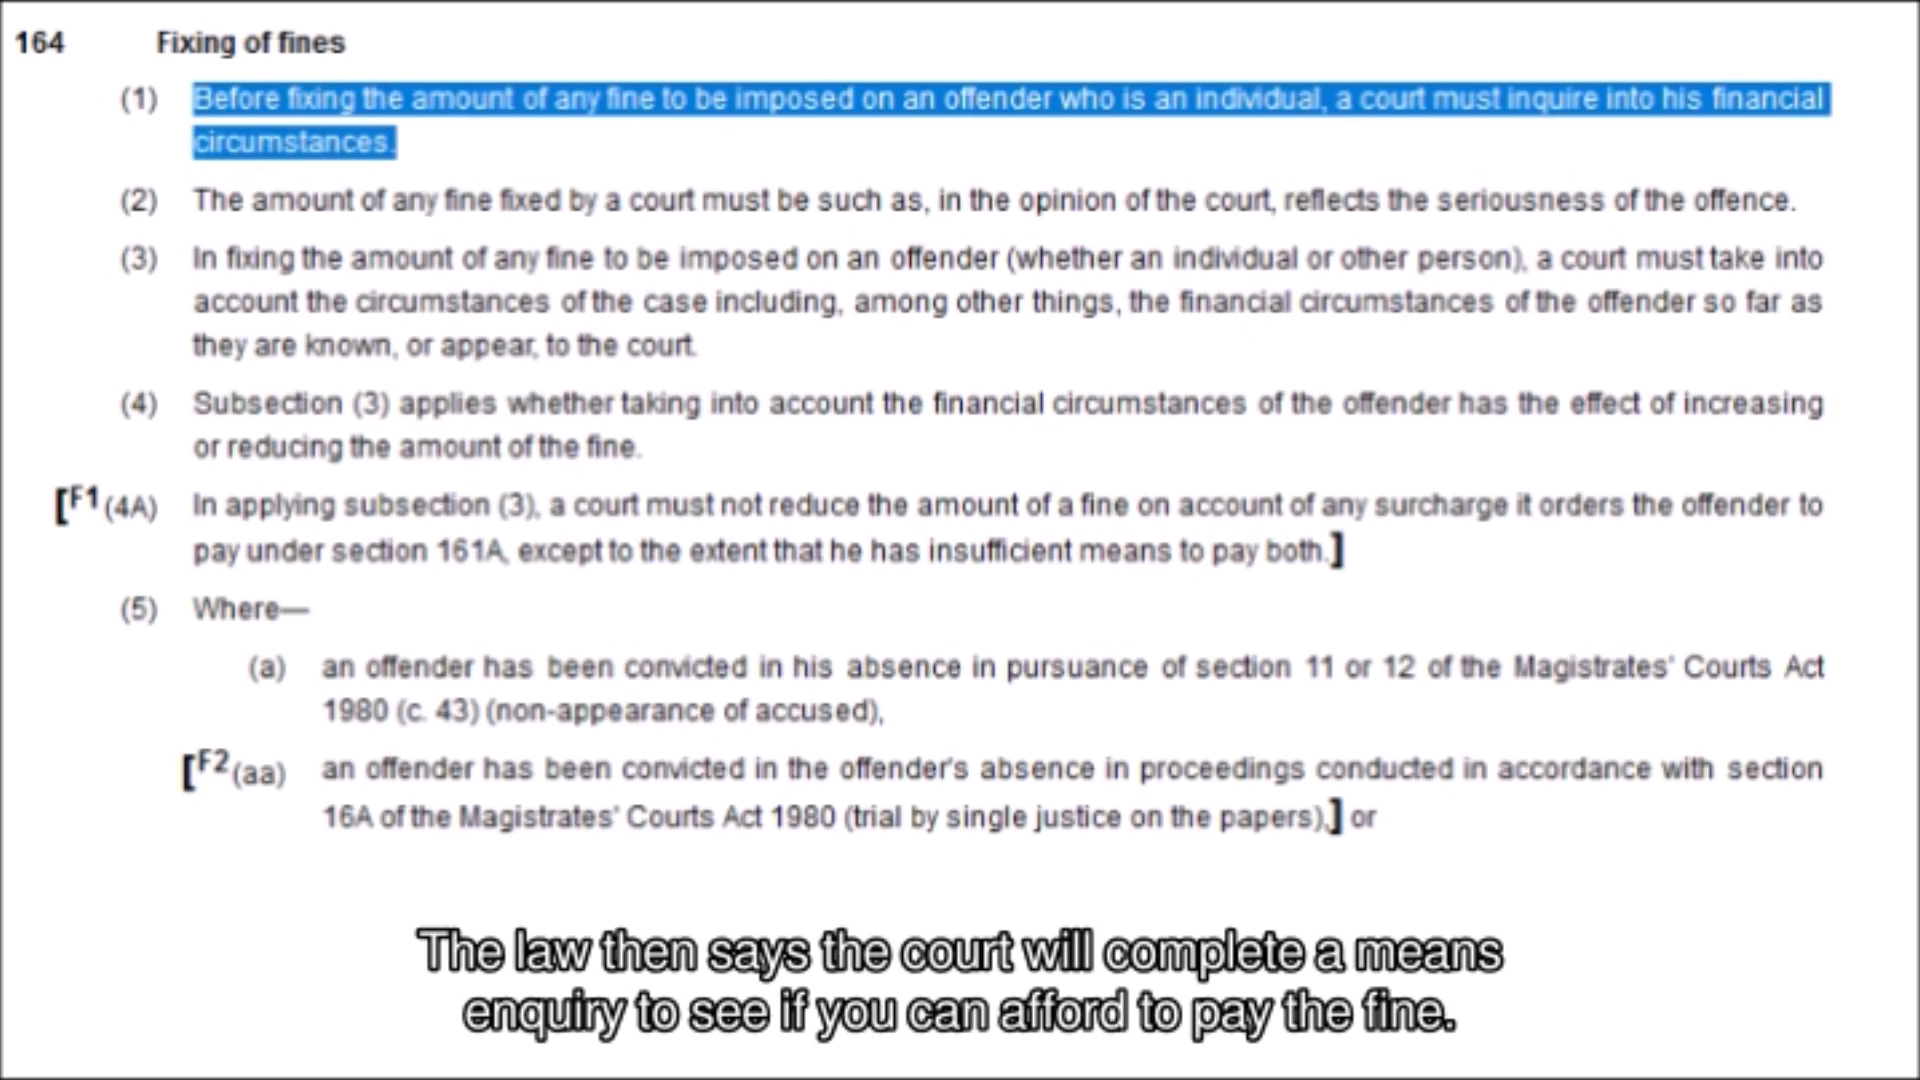 164 Fixing of fines
(1) Before fixing the amount of any fine to be imposed on an offender who is an individual, a court must inquire into his financial
circumstances.
(2) The amount of any fine fixed by a court must be such as, in the opinion of the court, reflects the seriousness of the offence.
(3) In fixing the amount of any fine to be imposed on an offender (whether an individual or other person), a court must take into
account the circumstances of the case including, among other things, the financial circumstances of the offender so far as
they are known, or appear, to the court.
(4) Subsection (3) applies whether taking into account the financial circumstances of the offender has the effect of increasing
or reducing the amount of the fine.
[F1(4A) In applying subsection (3), a court must not reduce the amount of a fine on account of any surcharge it orders the offender to
pay under section 161A, except to the extent that he has insufficient means to pay both.]
(5) Where—
(a) an offender has been convicted in his absence in pursuance of section 11 or 12 of the Magistrates' Courts Act
1980 (c. 43) (non-appearance of accused),
[F2(aa) an offender has been convicted in the offender's absence in proceedings conducted in accordance with section
16A of the Magistrates' Courts Act 1980 (trial by single justice on the papers),] or
The law then says the court will complete a means
enquiry to see if you can afford to pay the fine.